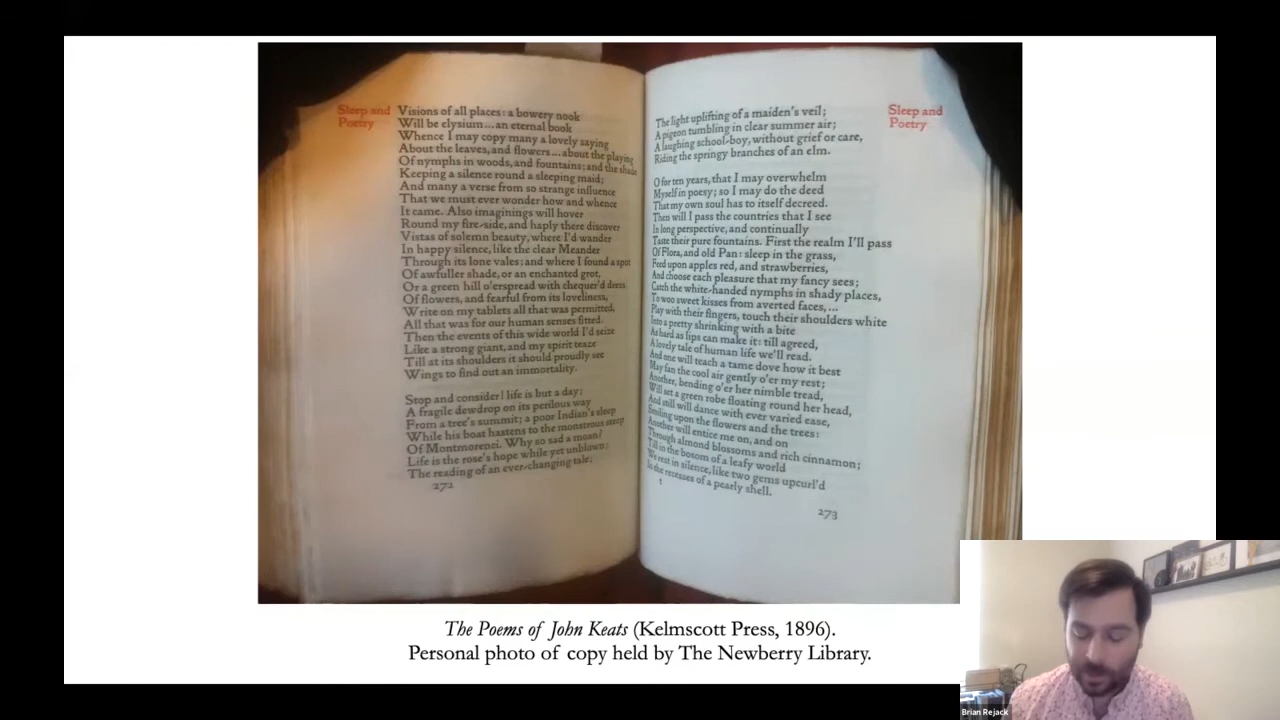 Sleep and
Poetry
Visions of all places: a bowery nook
Will be elysium...an eternal book
Whence I may copy many a lovely saying
About the leaves, and flowers...about the playing
Of nymphs in woods, and fountains; and the shade
Keeping a silence round a sleeping maid;
And many a verse from so strange influence
That we must ever wonder how and whence
It came. Also imaginings will hover
Round my fire-side, and haply there discover
Vistas of solemn beauty, where I'd wander
In happy silence, like the clear Meander
Through its lone vales; and where I found a spot
Of awfuller shade, or an enchanted grot,
Or a green hill o'erspread with chequer'd dress
Of flowers, and fearful from its loveliness,
Write on my tablets all that was permitted,
All that was for our human senses fitted.
Then the events of this wide world I'd seize
Like a strong giant, and my spirit teaze
Till at its shoulders it should proudly see
Wings to find out an immortality.
Stop and consider! life is but a day;
A fragile dewdrop on its perilous way
From a tree's summit; a poor Indian's sleep
While his boat hastens to the monstrous steep
Of Montmorenci. Why so sad a moan?
Life is the rose's hope while yet unblown;
The reading of an ever-changing tale;
272
Sleep and
Poetry
The light uplifting of a maiden's veil;
A pigeon tumbling in clear summer air;
A laughing school-boy, without grief or care,
Riding the springy branches of an elm.
O for ten years, that I may overwhelm
Myself in poesy; so I may do the deed
That my own soul has to itself decreed.
Then will I pass the countries that I see
In long perspective, and continually
Taste their pure fountains. First the realm I'll pass
Of Flora, and old Pan: sleep in the grass,
Feed upon apples red, and strawberries,
And choose each pleasure that my fancy sees;
Catch the white-handed nymphs in shady places,
To woo sweet kisses from averted faces,...
Play with their fingers, touch their shoulders white
Into a pretty shrinking with a bite
As hard as lips can make it: till agreed,
A lovely tale of human life we'll read.
And one will teach a tame dove how it best
May fan the cool air gently o'er my rest;
Another, bending o'er her nimble tread,
Will set a green robe floating round her head,
And still will dance with ever varied ease,
Smiling upon the flowers and the trees:
Another will entice me on, and on
Through almond blossoms and rich cinnamon;
Till in the bosom of a leafy world
We rest in silence, like two gems upcurl'd
In the recesses of a pearly shell.
t
273
The Poems of John Keats (Kelmscott Press, 1896).
Personal photo of copy held by The Newberry Library.
Brian Rejack